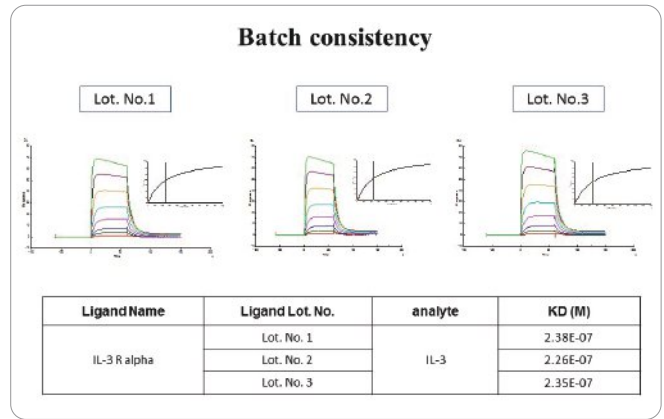 Batch consistency
Lot. No.1
Lot. No.2
Lot. No.3
Ligand Name Ligand Lot. No. analyte KD (M)
IL-3 R alpha Lot. No. 1 IL-3 2.38E-07
Lot. No. 2 2.26E-07
Lot. No. 3 2.35E-07